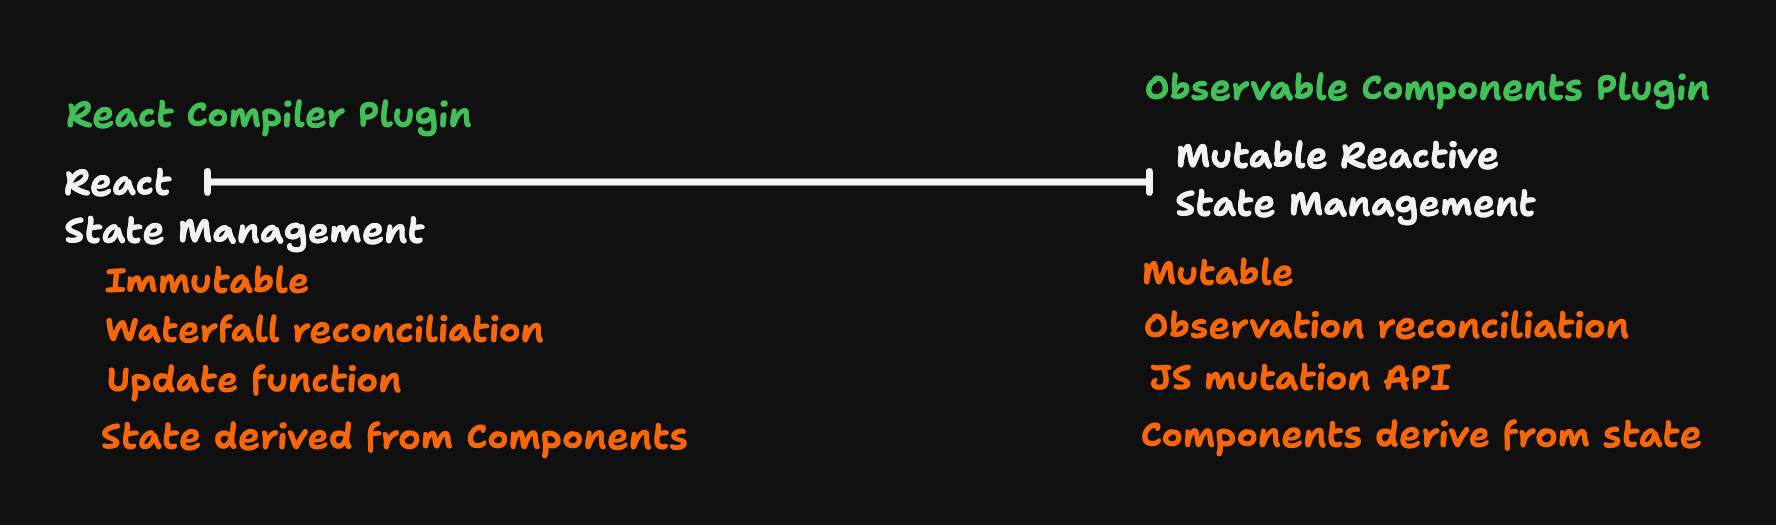 React Compiler Plugin
React
State Management
Immutable
Waterfall reconciliation
Update function
State derived from Components
Observable Components Plugin
Mutable Reactive
State Management
Mutable
Observation reconciliation
JS mutation API
Components derive from state